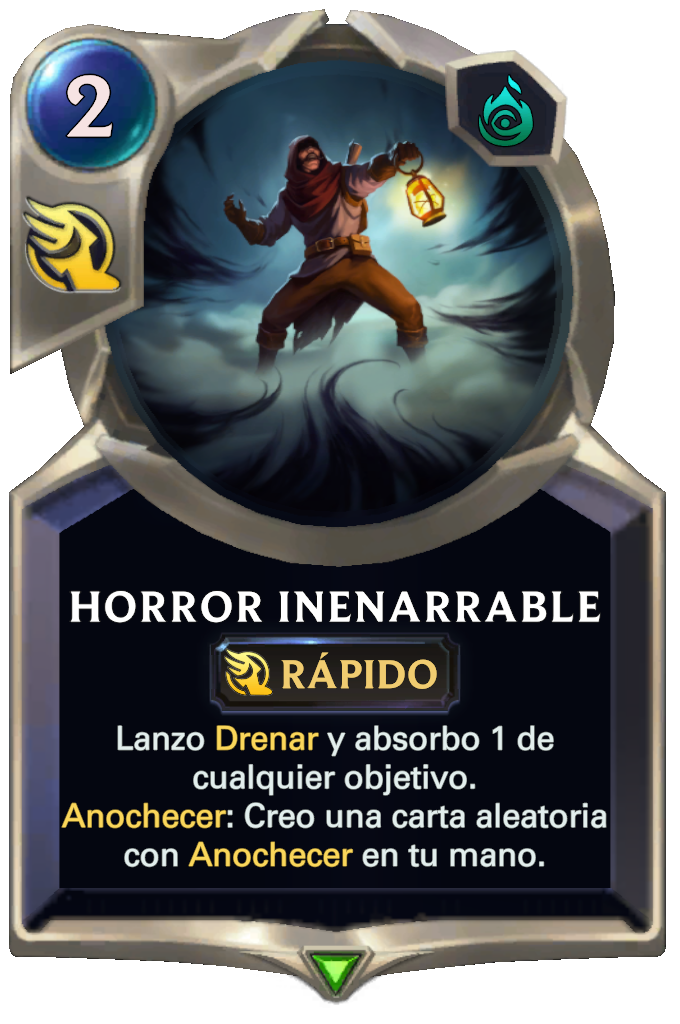 2
HORROR INENARRABLE
RÁPIDO
Lanzo Drenar y absorbo 1 de
cualquier objetivo.
Anochecer: Creo una carta aleatoria
con Anochecer en tu mano.